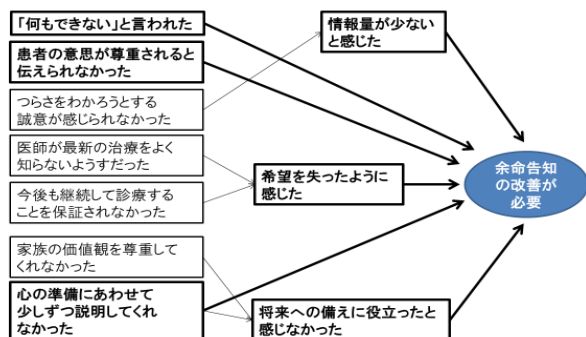 「何もできない」と言われた
患者の意思が尊重されると
伝えられなかった
つらさをわかろうとする
誠意が感じられなかった
医師が最新の治療をよく
知らないようすだった
今後も継続して診療する
ことを保証されなかった
家族の価値観を尊重して
くれなかった
心の準備にあわせて
少しずつ説明してくれ
なかった
情報量が少ない
と感じた
希望を失ったように
感じた
将来への備えに役立ったと
感じなかった
余命告知
の改善が
必要